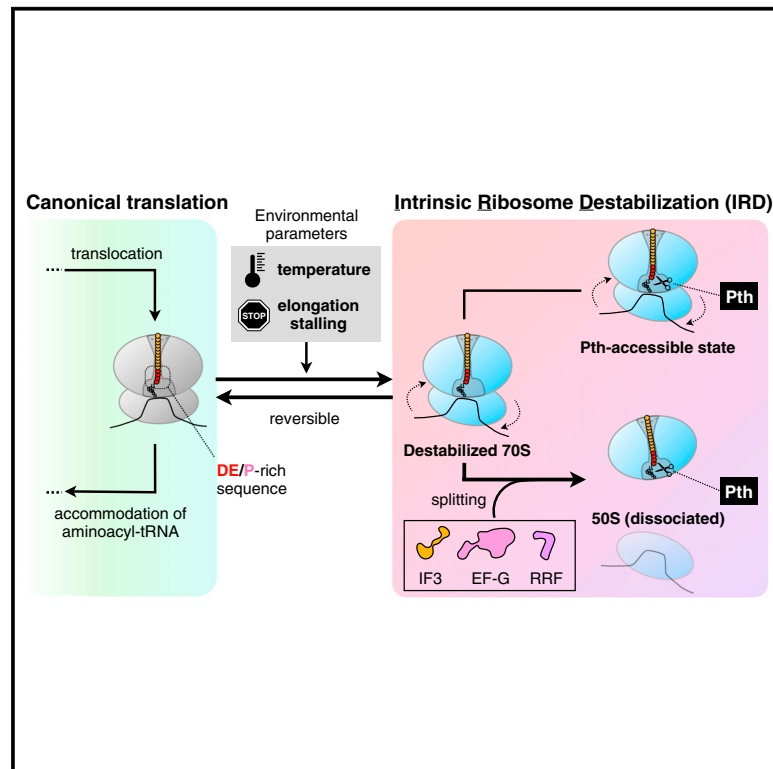 Canonical translation
translocation
DE/P-rich
sequence
accommodation of
aminoacyl-tRNA
Environmental
parameters
temperature
STOP
elongation
stalling
reversible
Intrinsic Ribosome Destabilization (IRD)
Pth
Pth-accessible state
Destabilized 70S
splitting
IF3
EF-G
RRF
Pth
50S (dissociated)